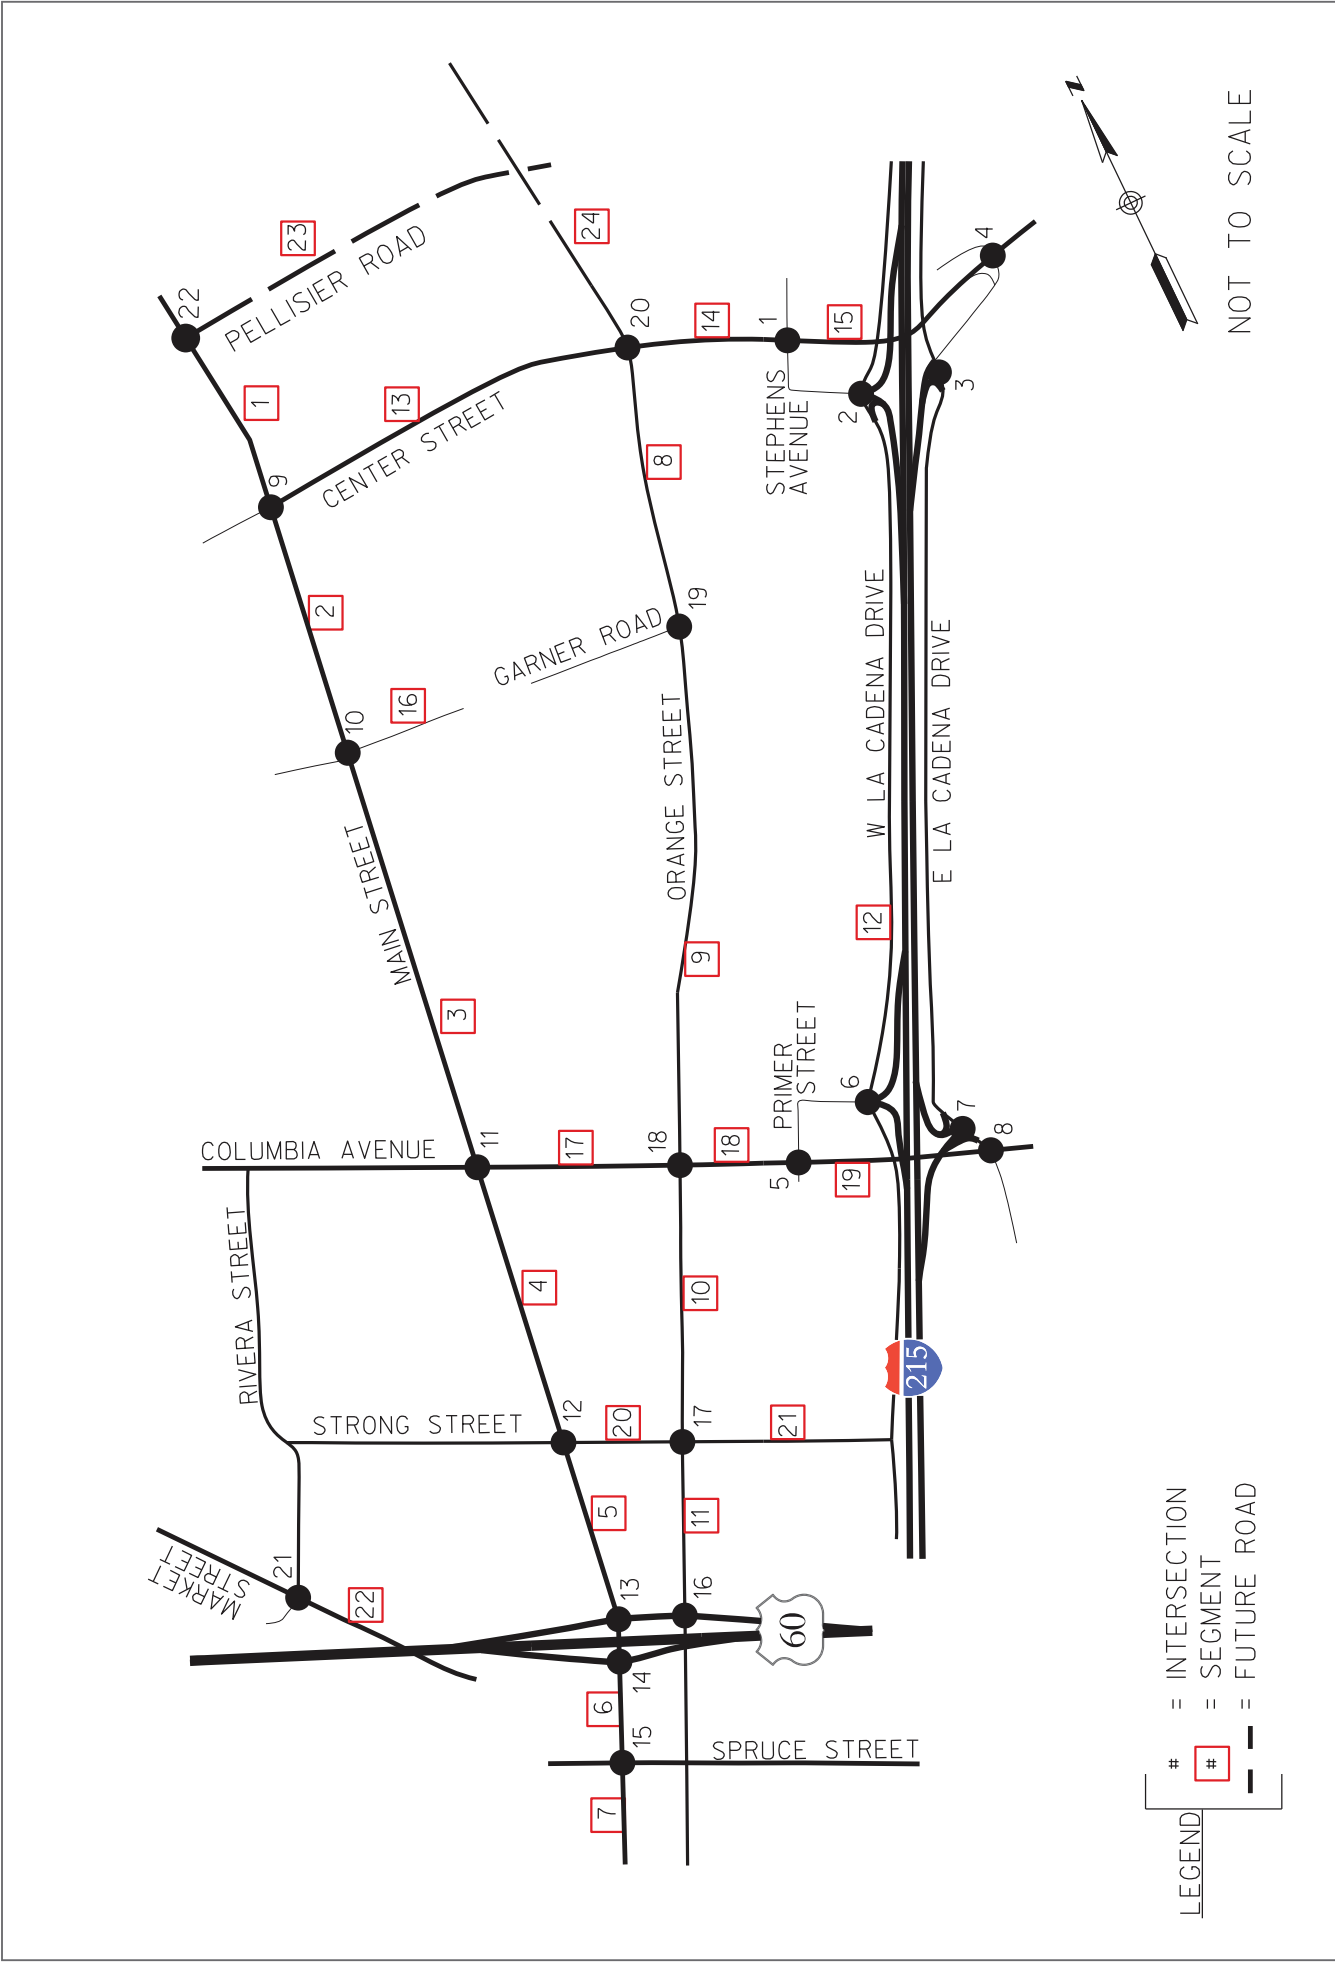 22
23
PELLISIER ROAD
24
1
9
13
CENTER STREET
20
14
1
15
4
N
NOT TO SCALE
STEPHENS
AVENUE
2
3
8
2
GARNER ROAD
19
10
16
MAIN STREET
3
ORANGE STREET
9
W LA CADENA DRIVE
E LA CADENA DRIVE
12
PRIMER
STREET
6
7
8
COLUMBIA AVENUE
11
17
18
18
5
19
RIVERA STREET
4
10
215
STRONG STREET
12
20
17
21
MARKET
STREET
21
22
5
11
13
16
60
14
6
15
SPRUCE STREET
7
LEGEND
# = INTERSECTION
# = SEGMENT
= FUTURE ROAD